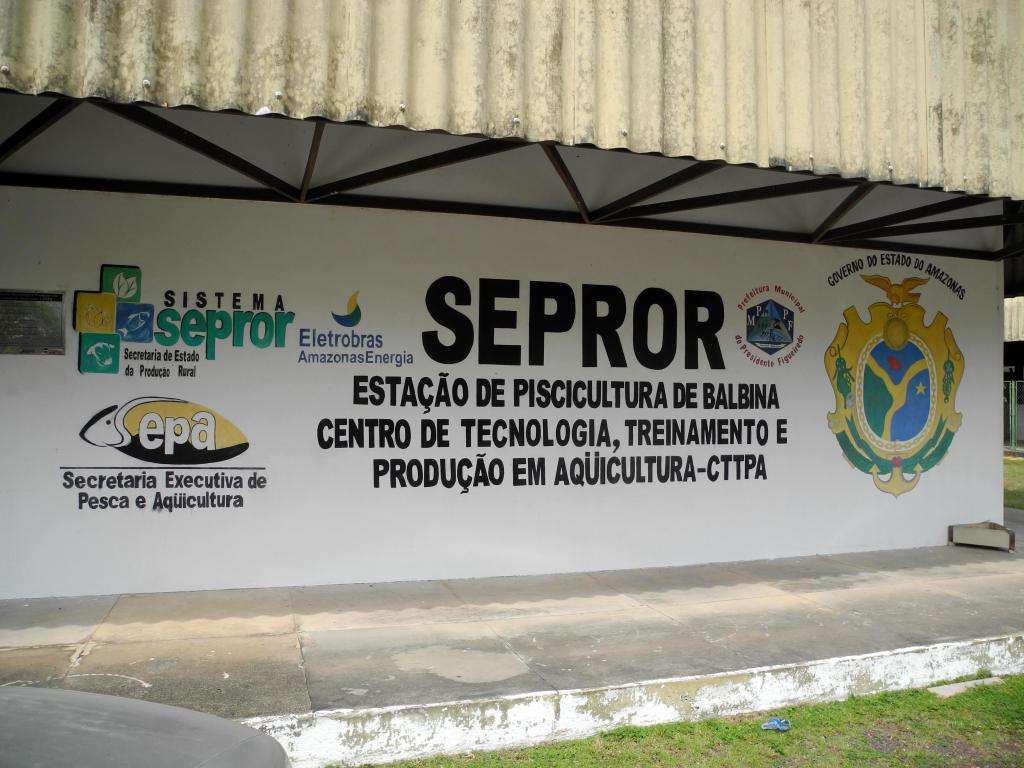 SISTEMA
sepror
Secretaria de Estado
da Produção Rural
Eletrobras
AmazonasEnergia
SEPROR
ESTAÇÃO DE PISCICULTURA DE BALBINA
CENTRO DE TECNOLOGIA, TREINAMENTO E
PRODUÇÃO EM AQÜICULTURA-CTTPA
Prefeitura Municipal
de Presidente Figueiredo
M P F
GOVERNO DO ESTADO DO AMAZONAS
sepa
Secretaria Executiva de
Pesca e Aqüicultura